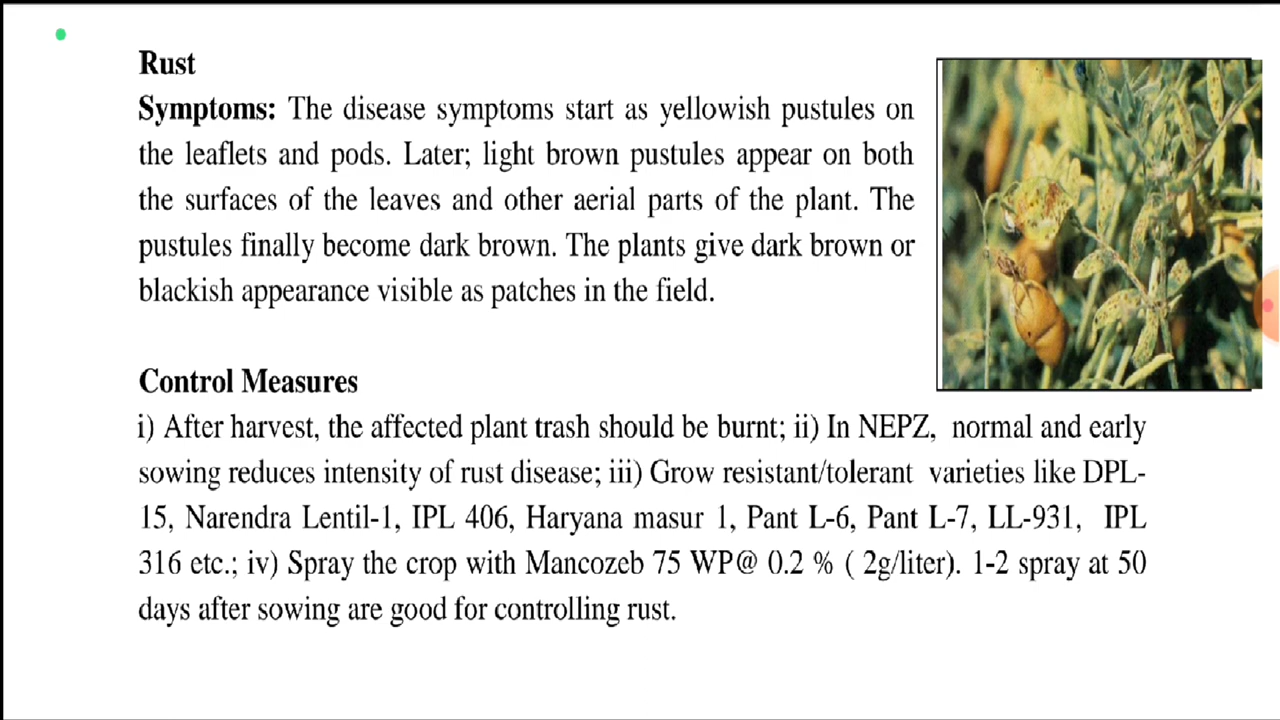 Rust
Symptoms: The disease symptoms start as yellowish pustules on
the leaflets and pods. Later; light brown pustules appear on both
the surfaces of the leaves and other aerial parts of the plant. The
pustules finally become dark brown. The plants give dark brown or
blackish appearance visible as patches in the field.
Control Measures
i) After harvest, the affected plant trash should be burnt; ii) In NEPZ, normal and early
sowing reduces intensity of rust disease; iii) Grow resistant/tolerant varieties like DPL-
15, Narendra Lentil-1, IPL 406, Haryana masur 1, Pant L-6, Pant L-7, LL-931, IPL
316 etc.; iv) Spray the crop with Mancozeb 75 WP@ 0.2 % ( 2g/liter). 1-2 spray at 50
days after sowing are good for controlling rust.